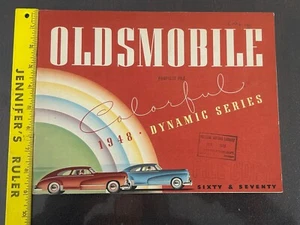 OLDSMOBILE
Colorful
1948 • DYNAMIC SERIES
SIXTY & SEVENTY
JENNIFER'S RULER